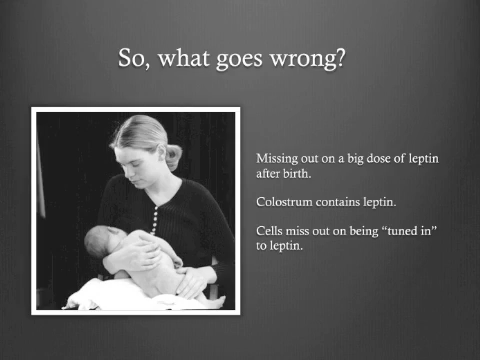 So, what goes wrong?
Missing out on a big dose of leptin
after birth.
Colostrum contains leptin.
Cells miss out on being “tuned in”
to leptin.